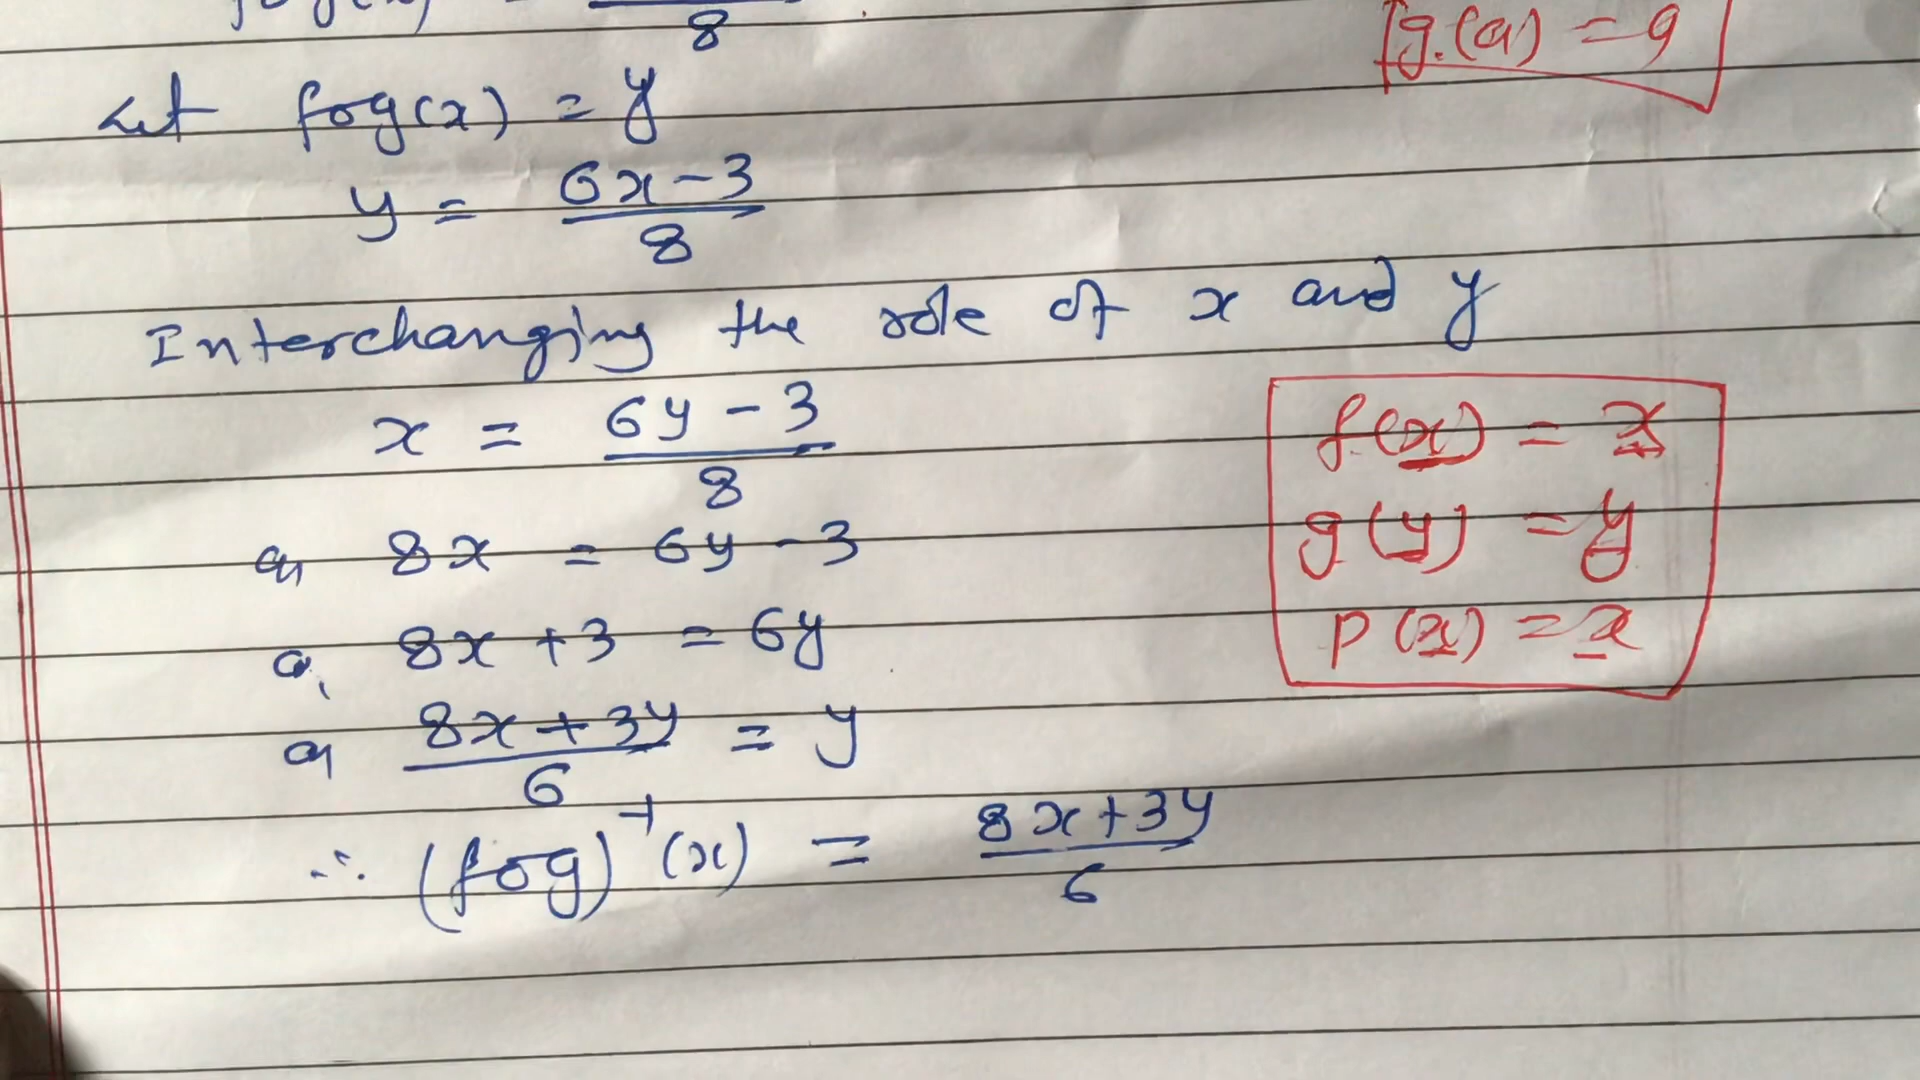 8
g.(a) = 9
Let fog(x) = y
y = 6x-3
8
Interchanging the role of x and y
x = 6y - 3
8
or 8x = 6y - 3
or, 8x + 3 = 6y
or 8x + 3y = y
6
∴ (fog)⁻¹(x) = 8x+3y
6
f(x) = x
g(y) = y
P(x) = x